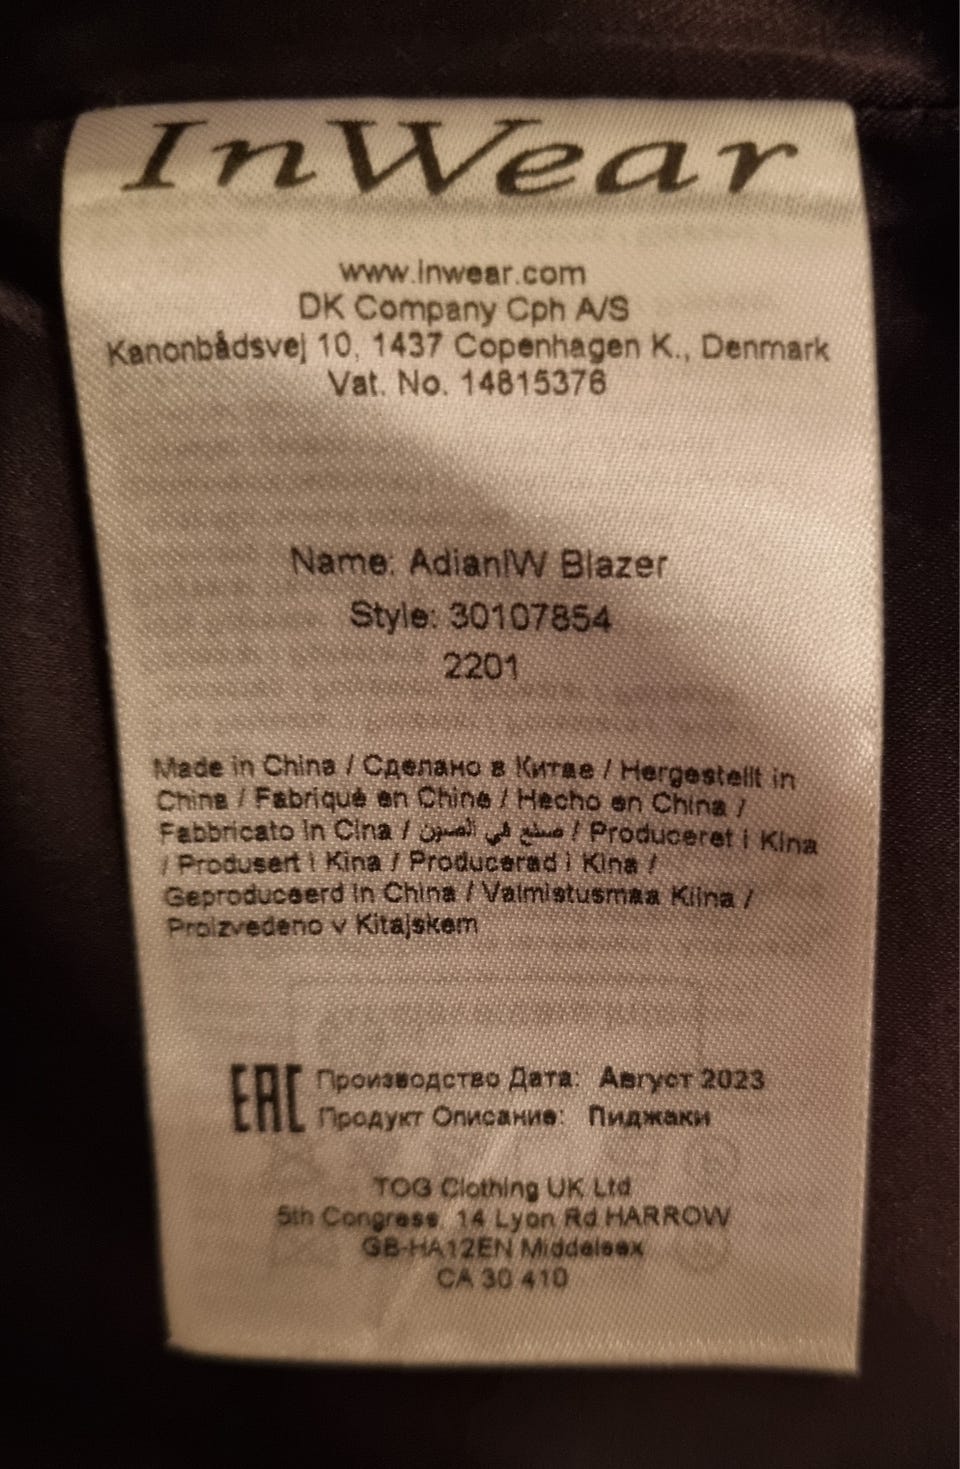 InWear
www.inwear.com
DK Company Cph A/S
Kanonbådsvej 10, 1437 Copenhagen K., Denmark
Vat. No. 14815376
Name: AdianIW Blazer
Style: 30107854
2201
Made in China / Сделано в Китае / Hergestellt in
China / Fabriqué en Chine / Hecho en China /
Fabbricato in Cina / صنع في الصين / Produceret i Kina
/ Produsert i Kina / Producerad i Kina /
Geproduceerd in China / Valmistusmaa Kiina /
Proizvedeno v Kitajskem
EAC Производство Дата: Август 2023
Продукт Описание: Пиджаки
TOG Clothing UK Ltd
5th Congress, 14 Lyon Rd HARROW
GB-HA12EN Middelsex
CA 30 410